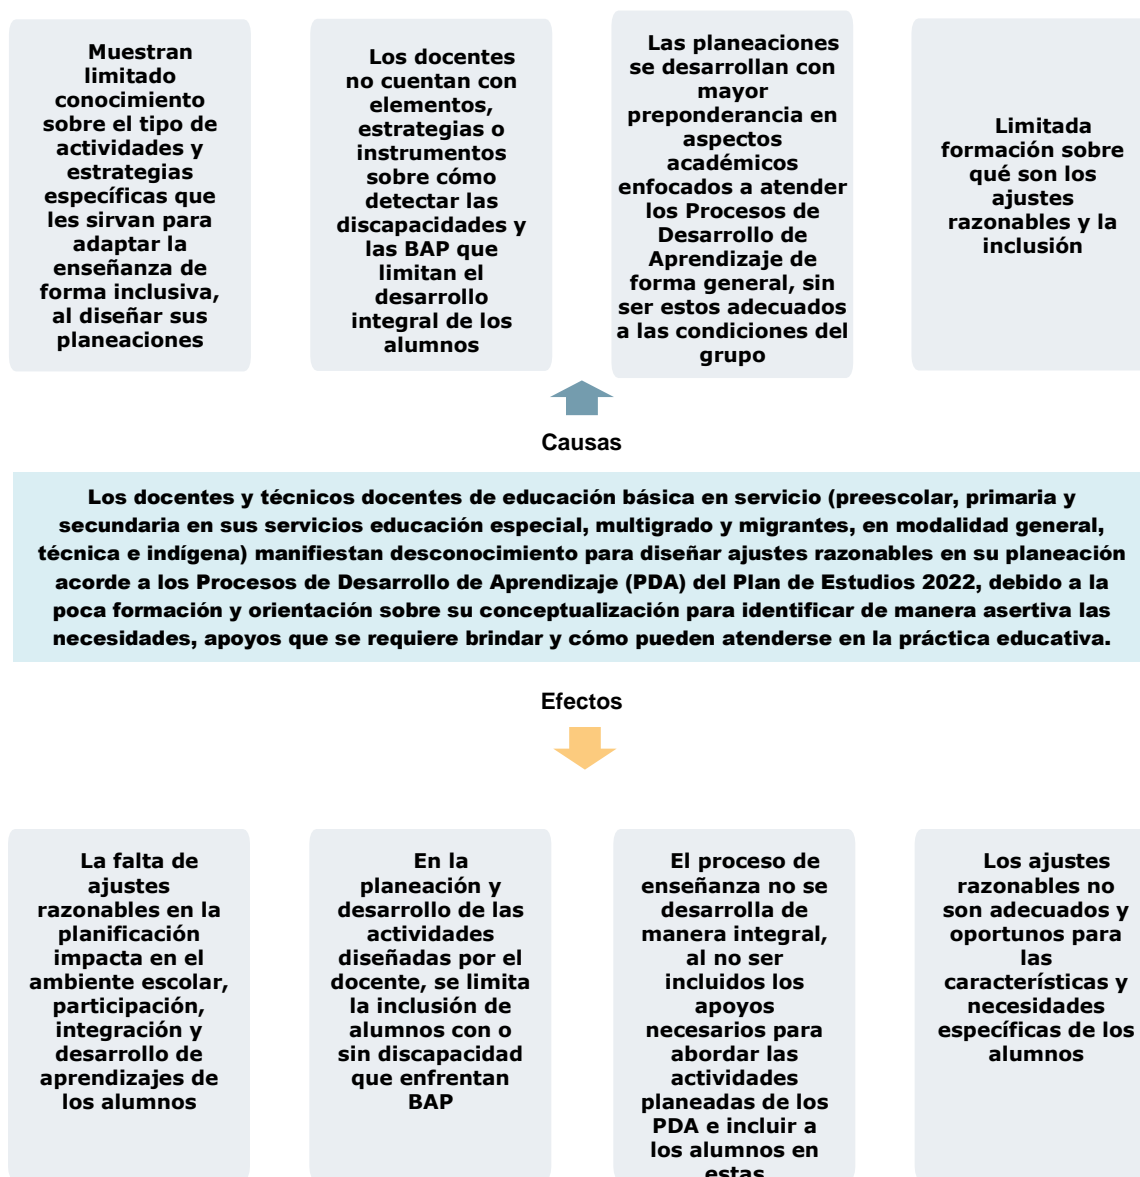 Muestran
limitado
conocimiento
sobre el tipo de
actividades y
estrategias
específicas que
les sirvan para
adaptar la
enseñanza de
forma inclusiva,
al diseñar sus
planeaciones
Los docentes
no cuentan con
elementos,
estrategias o
instrumentos
sobre cómo
detectar las
discapacidades y
las BAP que
limitan el
desarrollo
integral de los
alumnos
Las planeaciones
se desarrollan con
mayor
preponderancia en
aspectos
académicos
enfocados a atender
los Procesos de
Desarrollo de
Aprendizaje de
forma general, sin
ser estos adecuados
a las condiciones del
grupo
Limitada
formación sobre
qué son los
ajustes
razonables y la
inclusión
Causas
Los docentes y técnicos docentes de educación básica en servicio (preescolar, primaria y
secundaria en sus servicios educación especial, multigrado y migrantes, en modalidad general,
técnica e indígena) manifiestan desconocimiento para diseñar ajustes razonables en su planeación
acorde a los Procesos de Desarrollo de Aprendizaje (PDA) del Plan de Estudios 2022, debido a la
poca formación y orientación sobre su conceptualización para identificar de manera asertiva las
necesidades, apoyos que se requiere brindar y cómo pueden atenderse en la práctica educativa.
Efectos
La falta de
ajustes
razonables en la
planificación
impacta en el
ambiente escolar,
participación,
integración y
desarrollo de
aprendizajes de
los alumnos
En la
planeación y
desarrollo de las
actividades
diseñadas por el
docente, se limita
la inclusión de
alumnos con o
sin discapacidad
que enfrentan
BAP
El proceso de
enseñanza no se
desarrolla de
manera integral,
al no ser
incluidos los
apoyos
necesarios para
abordar las
actividades
planeadas de los
PDA e incluir a
los alumnos en
estas
Los ajustes
razonables no
son adecuados y
oportunos para
las
características y
necesidades
específicas de los
alumnos